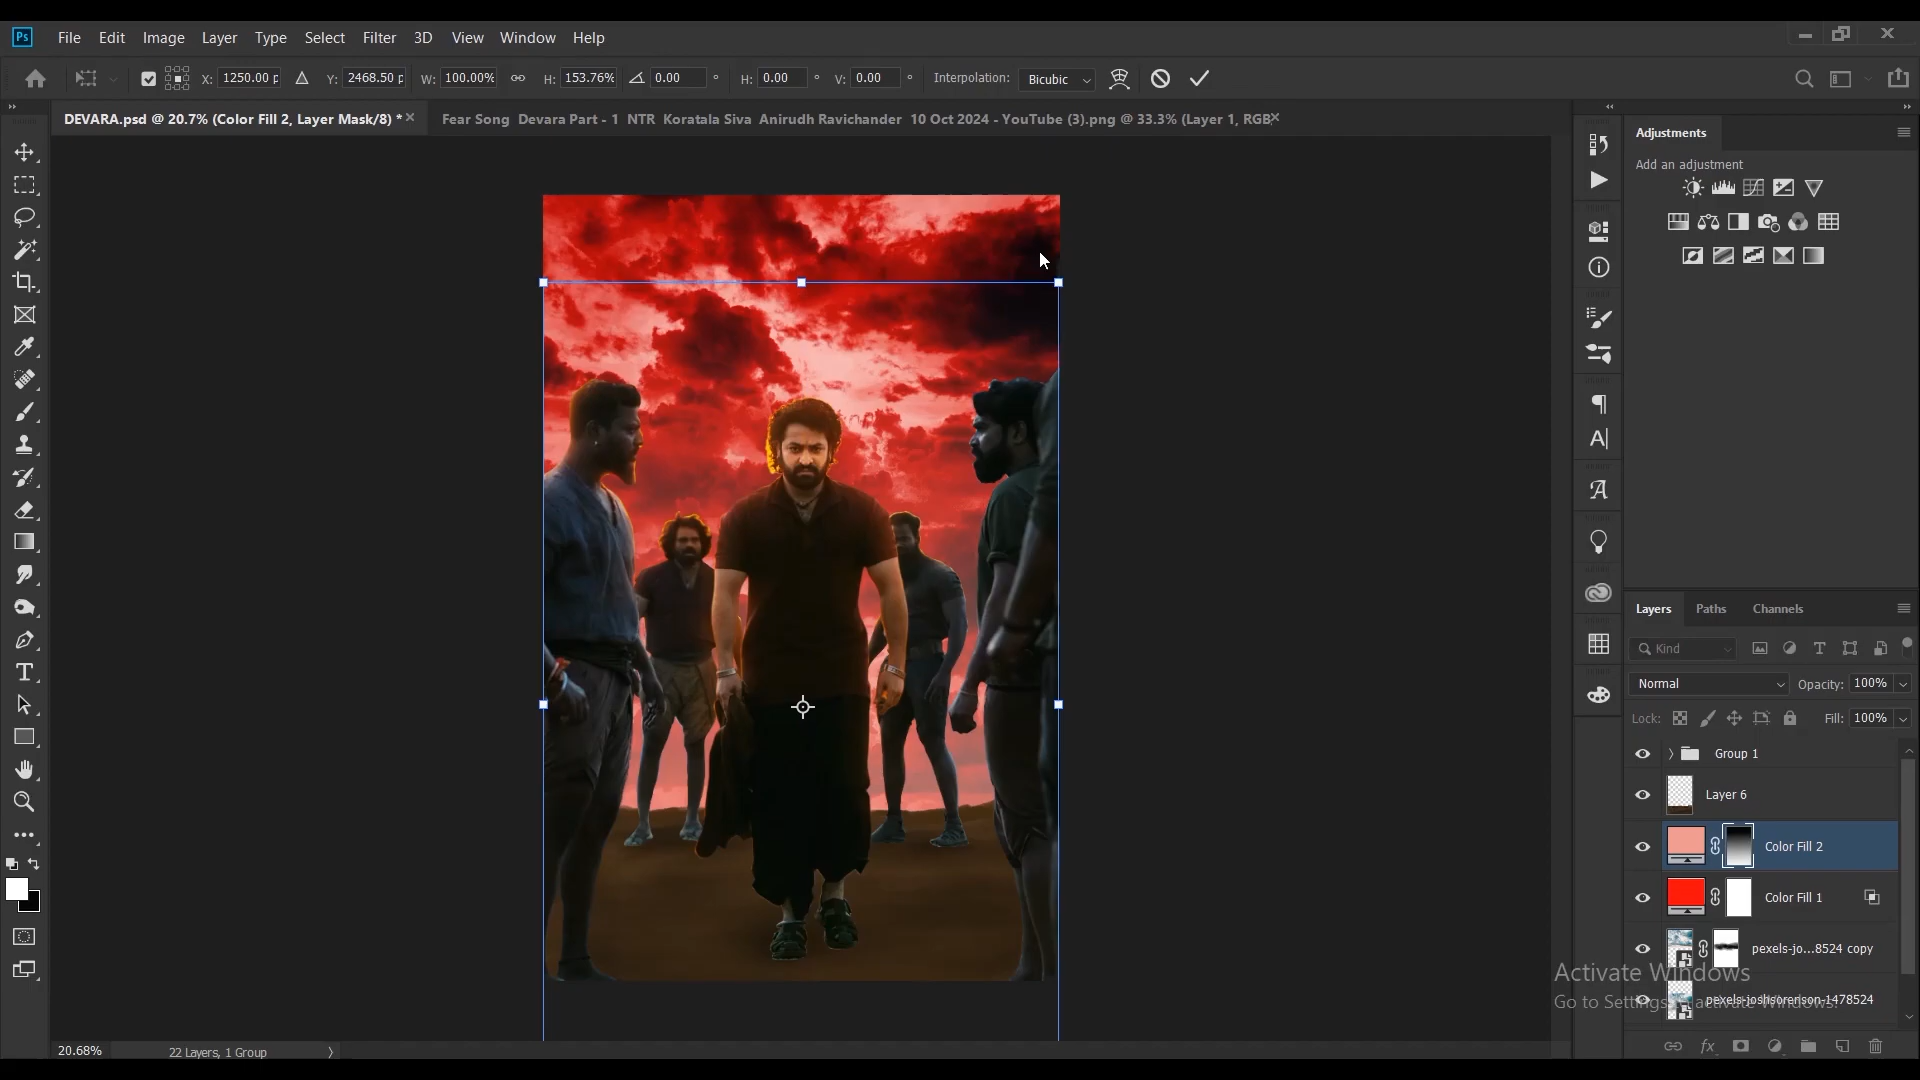 Ps File Edit Image Layer Type Select Filter 3D View Window Help
X: 1250.00 p Y: 2468.50 p W: 100.00% H: 153.76% 0.00 ° H: 0.00 ° V: 0.00 ° Interpolation: Bicubic
DEVARA.psd @ 20.7% (Color Fill 2, Layer Mask/8) * Fear Song Devara Part - 1 NTR Koratala Siva Anirudh Ravichander 10 Oct 2024 - YouTube (3).png @ 33.3% (Layer 1, RGB
Adjustments
Add an adjustment
Layers Paths Channels
Kind
Normal Opacity: 100%
Lock: Fill: 100%
Group 1
Layer 6
Color Fill 2
Color Fill 1
pexels-jo...8524 copy
Activate Windows
pexels-joshsorenson-1478524
Go to Settings to activate Windows.
20.68% 22 Layers, 1 Group